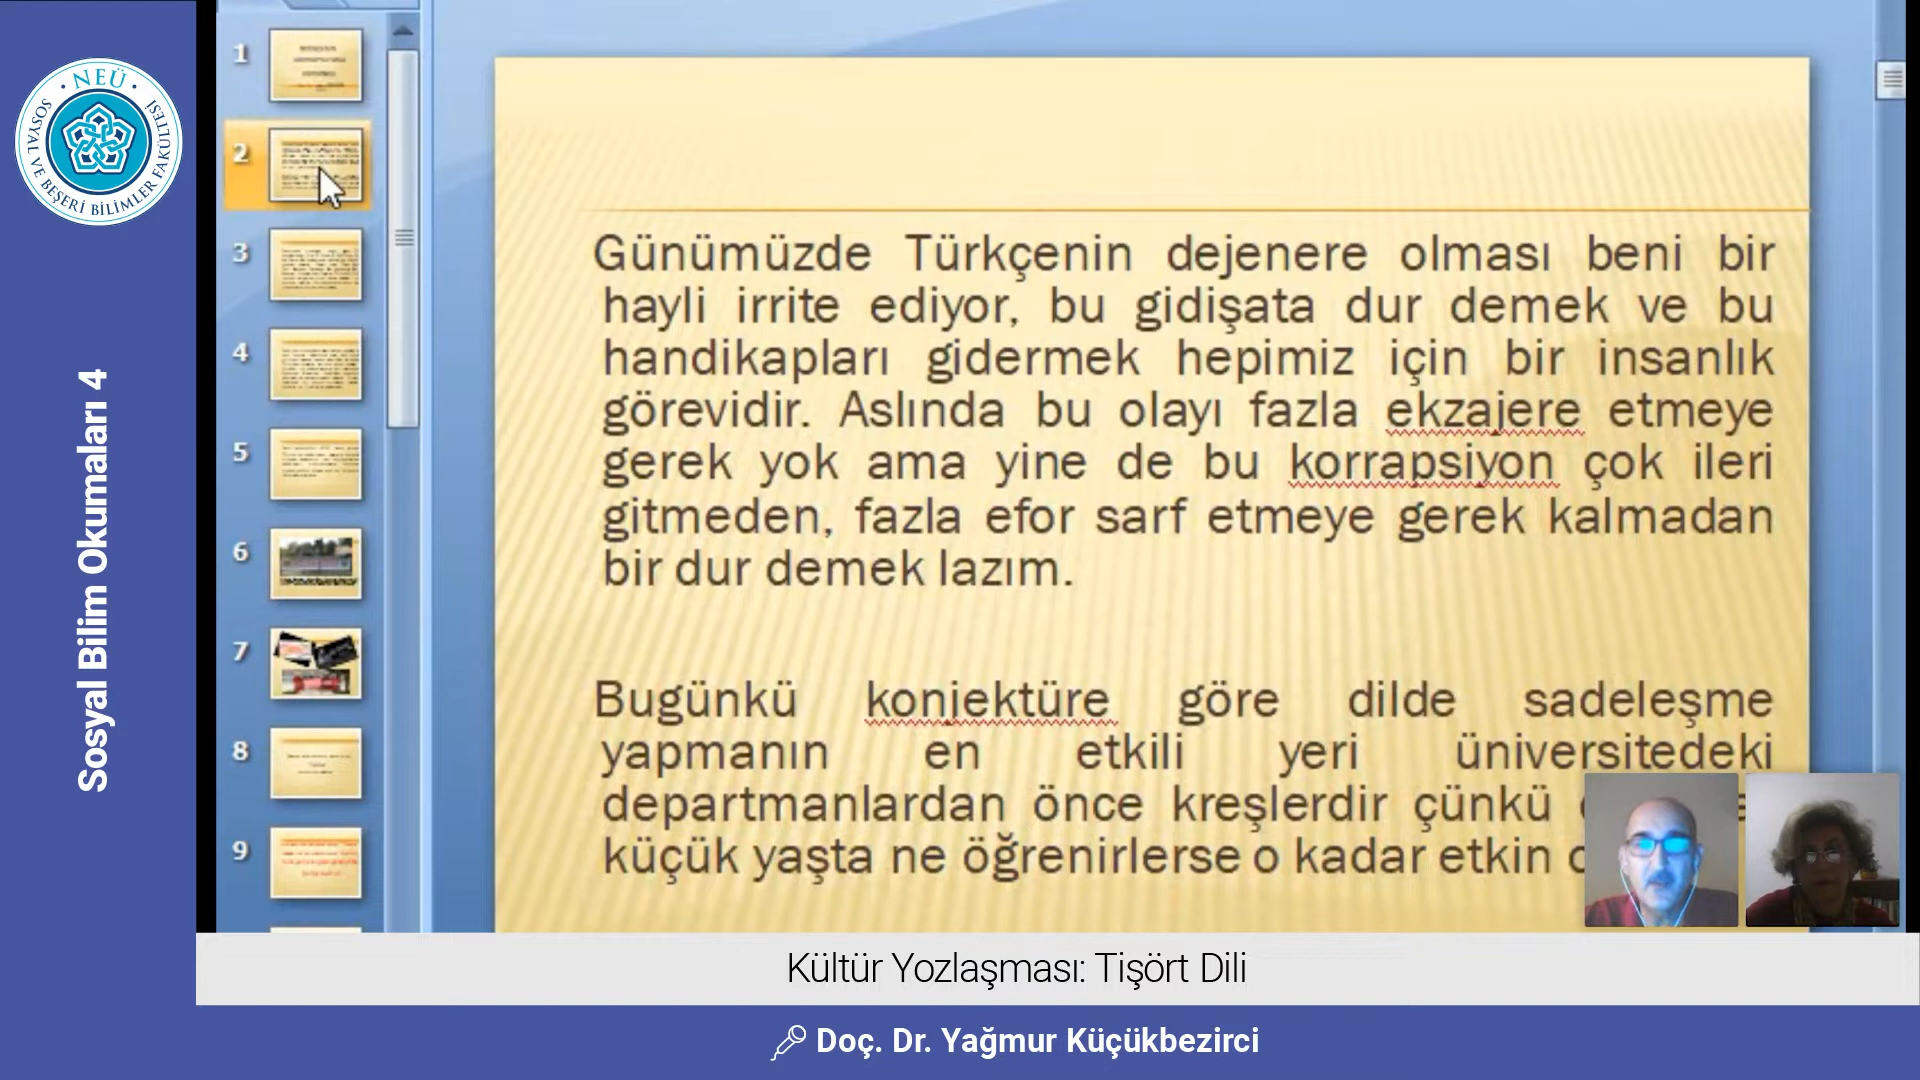 NEÜ
SOSYAL VE BEŞERİ BİLİMLER FAKÜLTESİ
Sosyal Bilim Okumaları 4
1
2
3
4
5
6
7
8
9
Günümüzde Türkçenin dejenere olması beni bir
hayli irrite ediyor, bu gidişata dur demek ve bu
handikapları gidermek hepimiz için bir insanlık
görevidir. Aslında bu olayı fazla ekzajere etmeye
gerek yok ama yine de bu korrapsiyon çok ileri
gitmeden, fazla efor sarf etmeye gerek kalmadan
bir dur demek lazım.
Bugünkü konjektüre göre dilde sadeleşme
yapmanın en etkili yeri üniversitedeki
departmanlardan önce kreşlerdir çünkü
küçük yaşta ne öğrenirlerse o kadar etkin
Kültür Yozlaşması: Tişört Dili
Doç. Dr. Yağmur Küçükbezirci